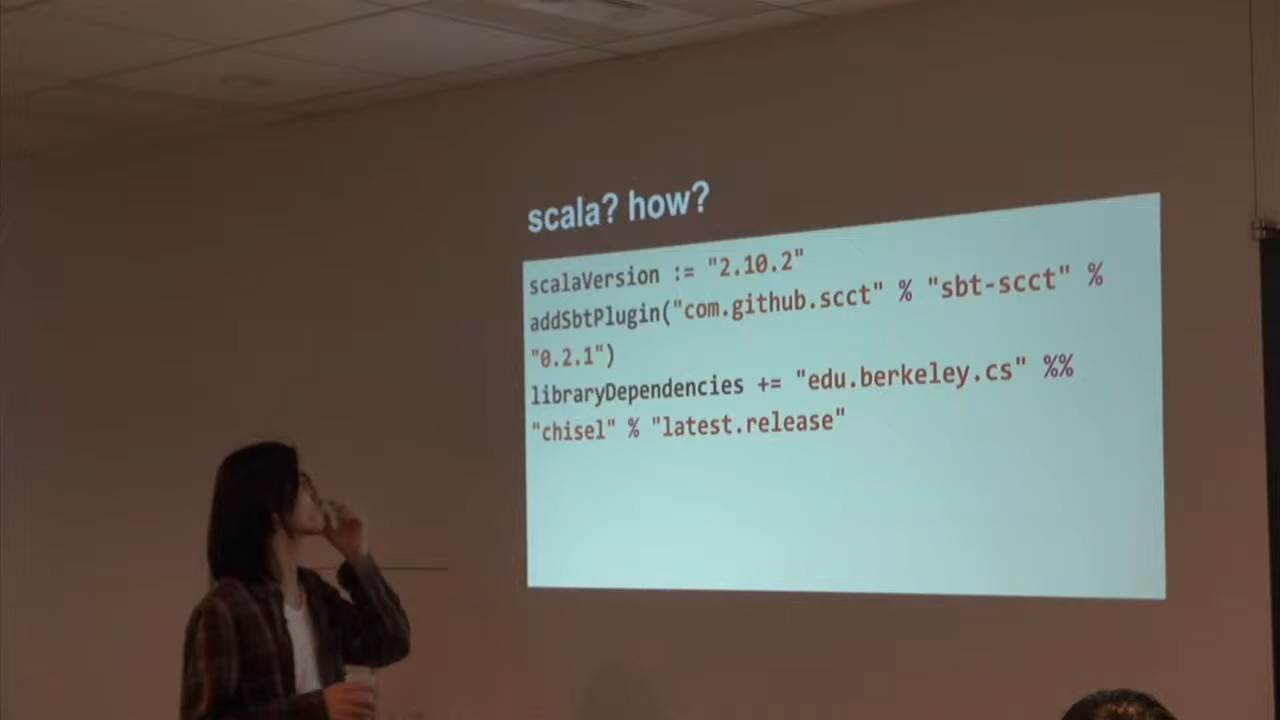 scala? how?
scalaVersion := "2.10.2"
addSbtPlugin("com.github.scct" % "sbt-scct" %
"0.2.1")
libraryDependencies += "edu.berkeley.cs" %%
"chisel" % "latest.release"